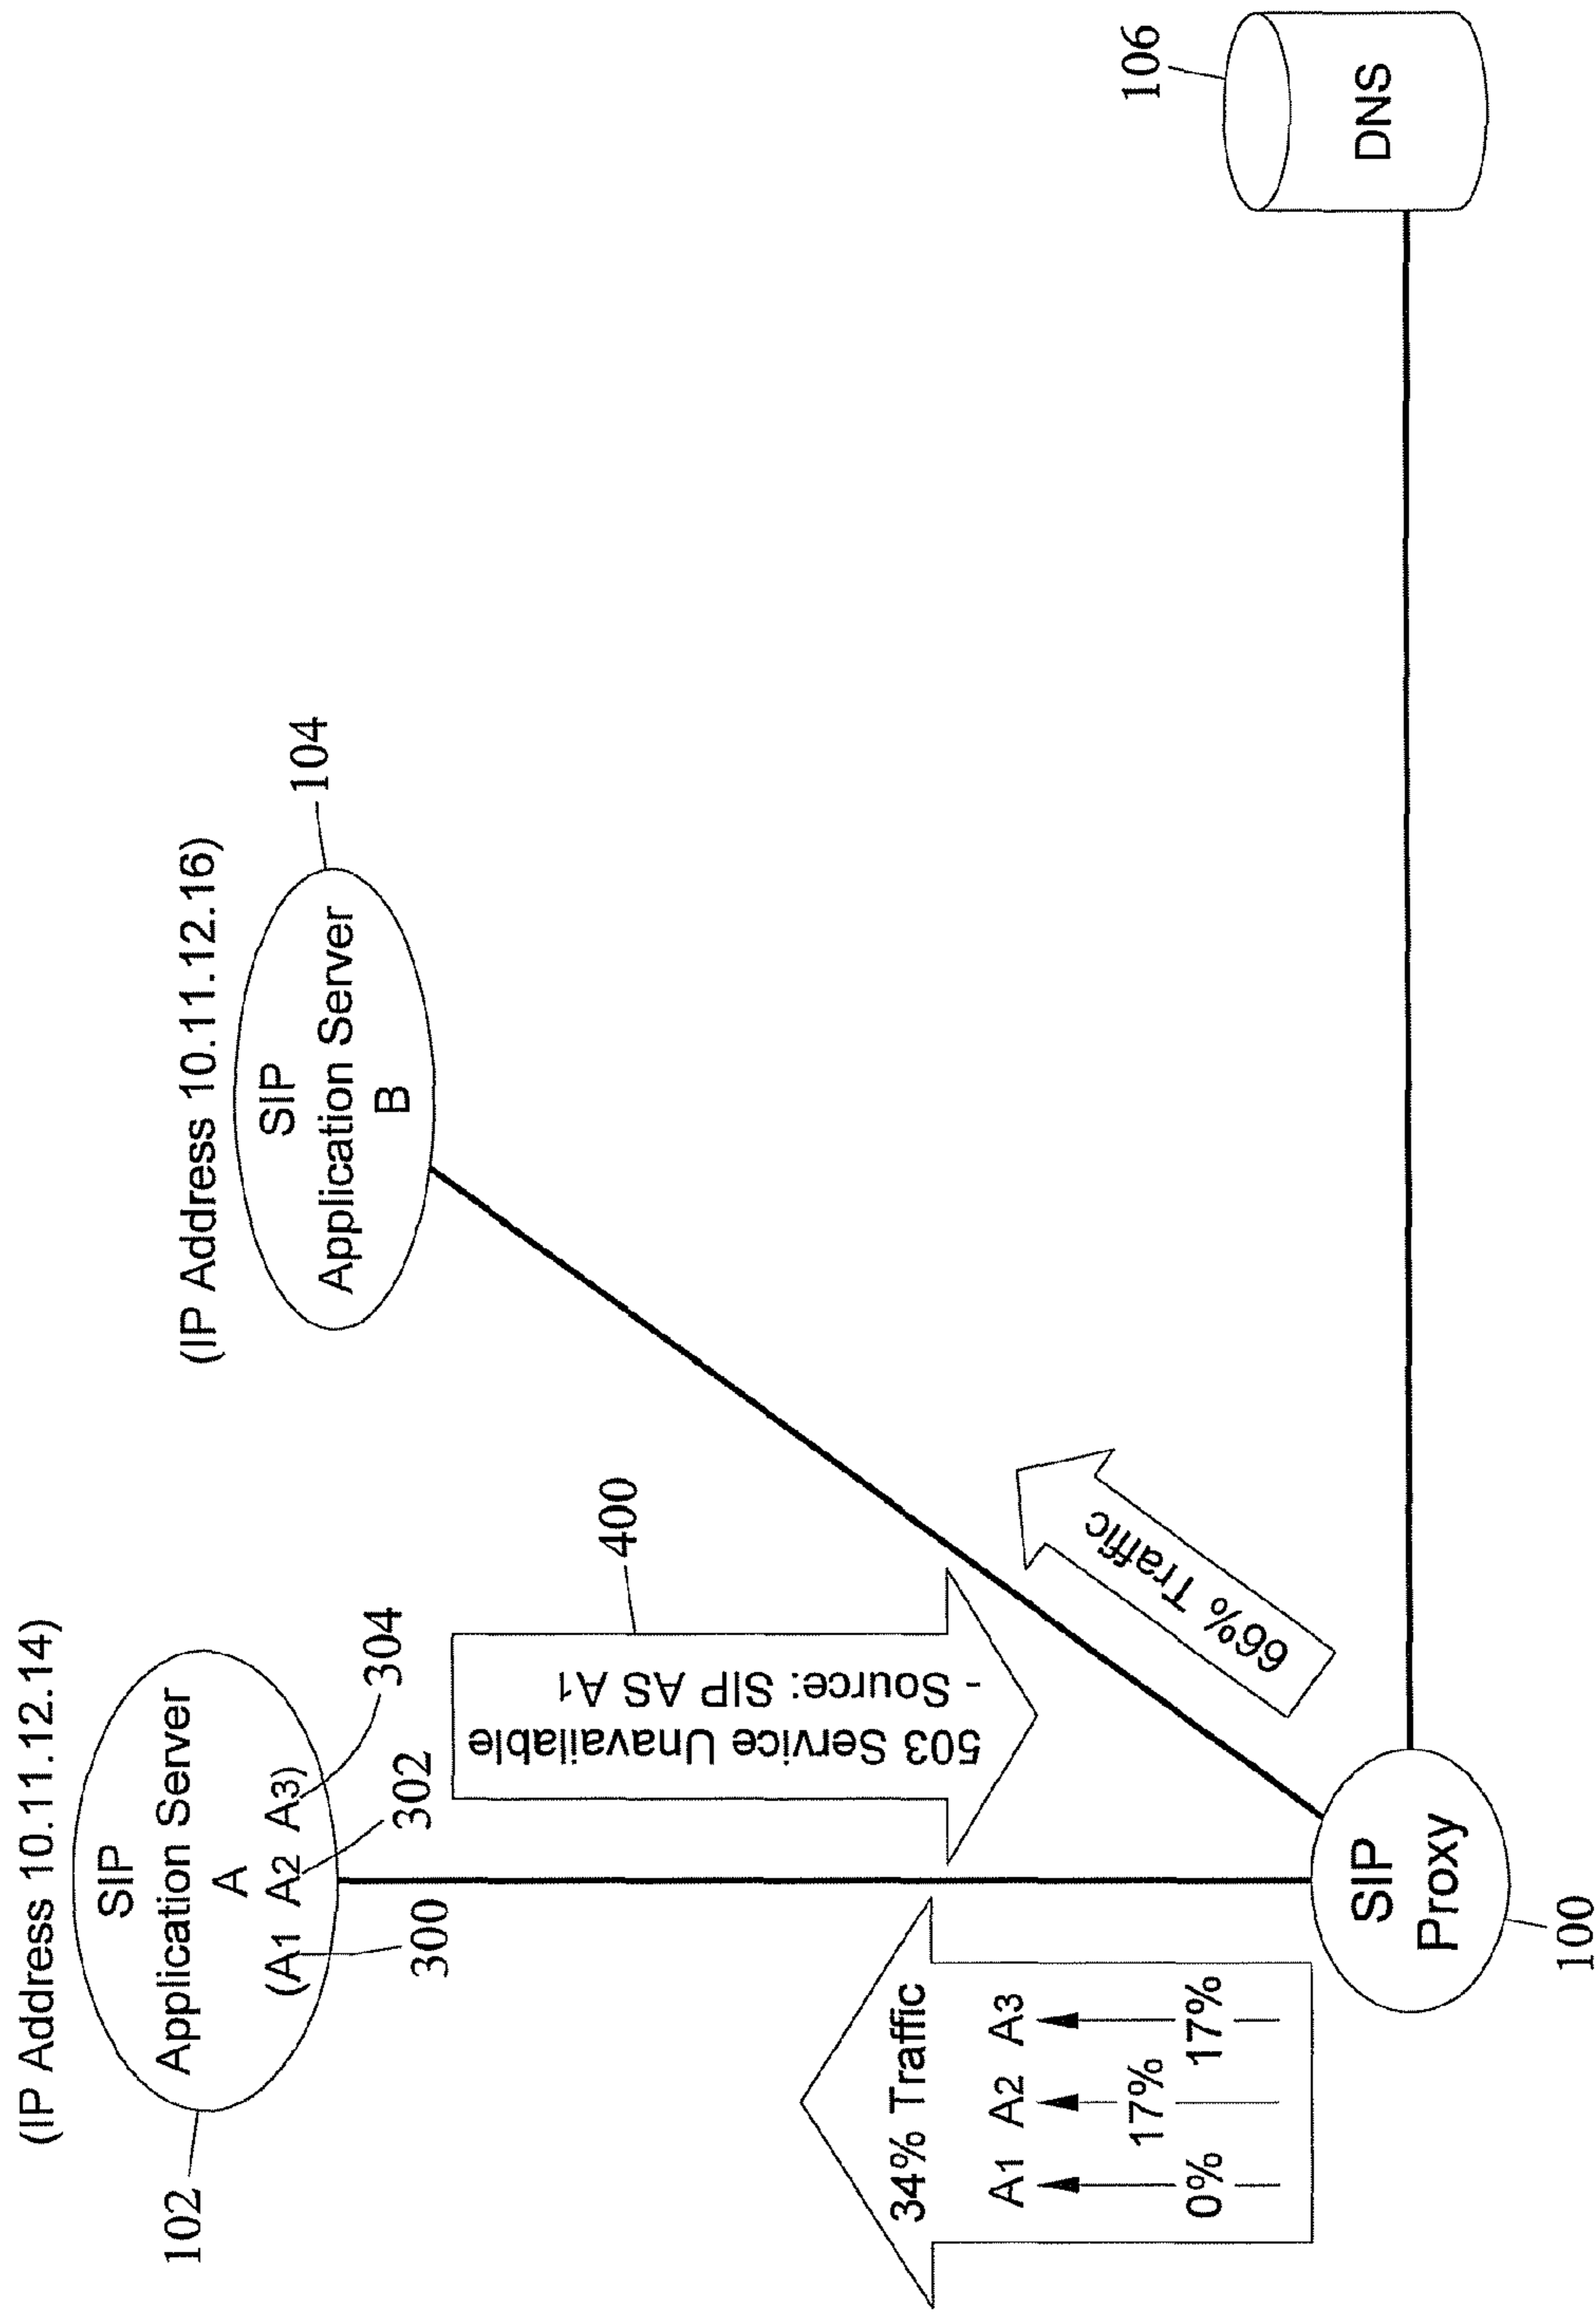 (IP Address 10.11.12.14)
102
SIP
Application Server
A
(A1 A2 A3)
300
302
304
(IP Address 10.11.12.16)
104
SIP
Application Server
B
503 Service Unavailable
- Source: SIP AS A1
400
34% Traffic
A1 A2 A3
0% 17% 17%
66% Traffic
SIP
Proxy
100
DNS
106